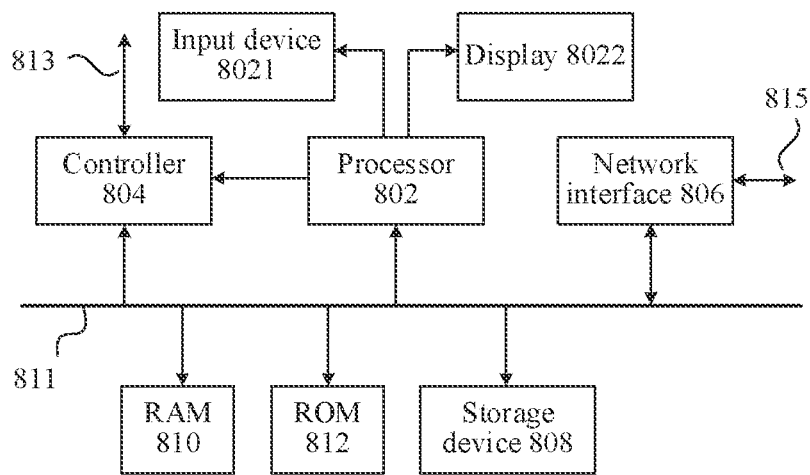 813
Input device
8021
Display 8022
815
Controller
804
Processor
802
Network
interface 806
811
RAM
810
ROM
812
Storage
device 808